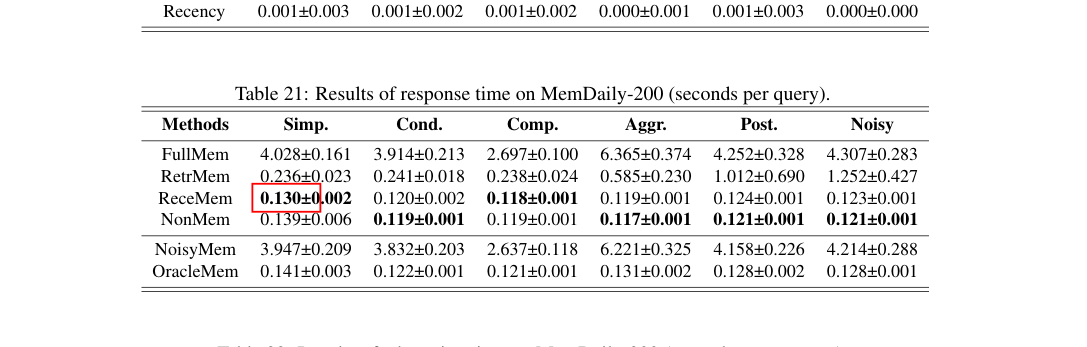 Recency 0.001±0.003 0.001±0.002 0.001±0.002 0.000±0.001 0.001±0.003 0.000±0.000
Table 21: Results of response time on MemDaily-200 (seconds per query).
Methods Simp. Cond. Comp. Aggr. Post. Noisy
FullMem 4.028±0.161 3.914±0.213 2.697±0.100 6.365±0.374 4.252±0.328 4.307±0.283
RetrMem 0.236±0.023 0.241±0.018 0.238±0.024 0.585±0.230 1.012±0.690 1.252±0.427
ReceMem 0.130±0.002 0.120±0.002 0.118±0.001 0.119±0.001 0.124±0.001 0.123±0.001
NonMem 0.139±0.006 0.119±0.001 0.119±0.001 0.117±0.001 0.121±0.001 0.121±0.001
NoisyMem 3.947±0.209 3.832±0.203 2.637±0.118 6.221±0.325 4.158±0.226 4.214±0.288
OracleMem 0.141±0.003 0.122±0.001 0.121±0.001 0.131±0.002 0.128±0.002 0.128±0.001